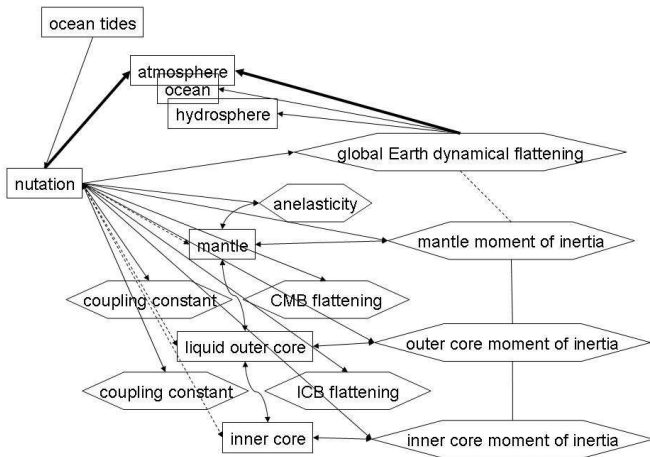 ocean tides
atmosphere
ocean
hydrosphere
global Earth dynamical flattening
nutation
anelasticity
mantle
mantle moment of inertia
coupling constant
CMB flattening
liquid outer core
outer core moment of inertia
coupling constant
ICB flattening
inner core
inner core moment of inertia